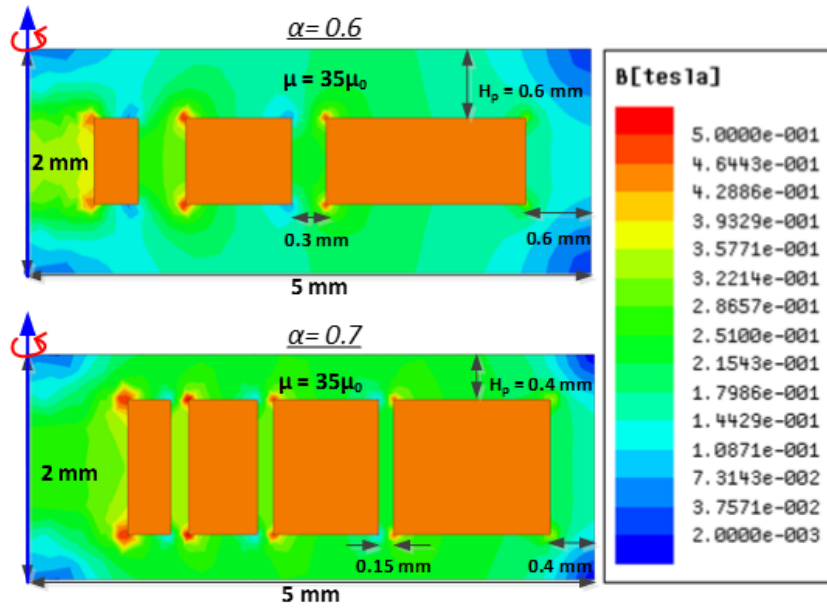 α= 0.6
μ = 35μ₀
Hₚ = 0.6 mm
2 mm
0.3 mm
0.6 mm
5 mm
α= 0.7
μ = 35μ₀
Hₚ = 0.4 mm
2 mm
0.15 mm
0.4 mm
5 mm
B[tesla]
5.0000e-001
4.6443e-001
4.2886e-001
3.9329e-001
3.5771e-001
3.2214e-001
2.8657e-001
2.5100e-001
2.1543e-001
1.7986e-001
1.4429e-001
1.0871e-001
7.3143e-002
3.7571e-002
2.0000e-003